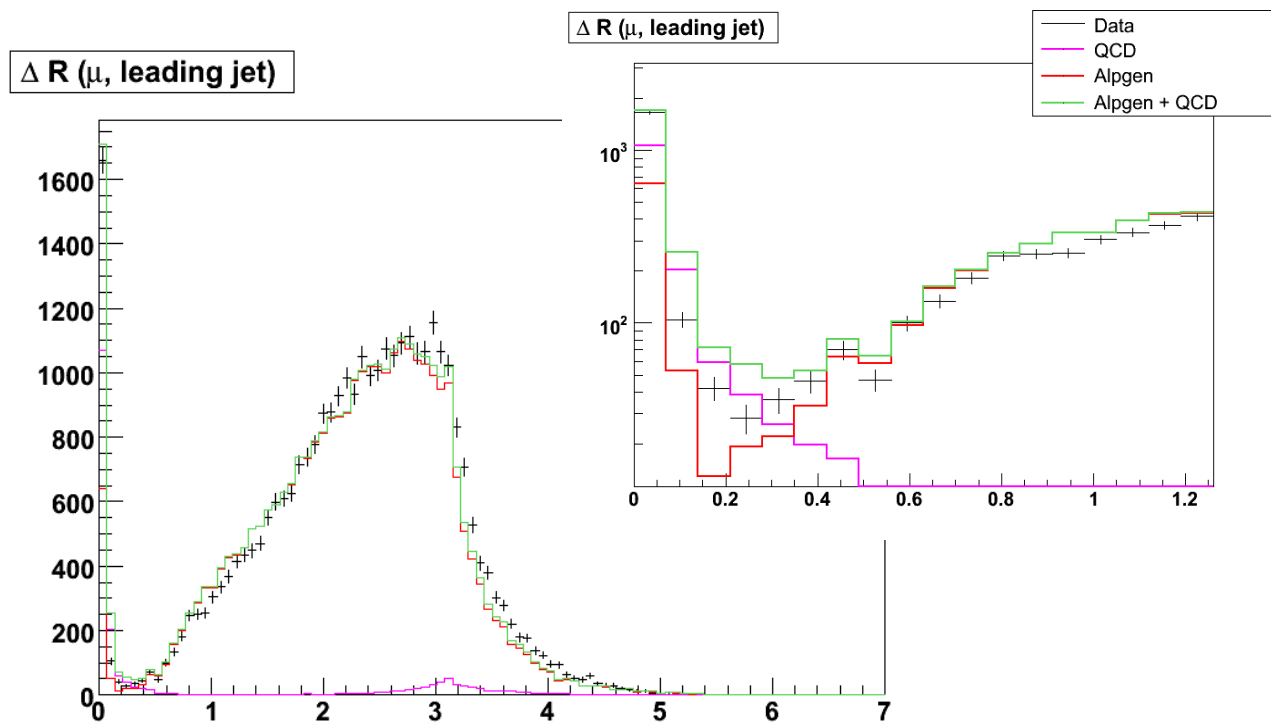 Δ R (μ, leading jet)
1600
1400
1200
1000
800
600
400
200
0
0 1 2 3 4 5 6 7
Δ R (μ, leading jet)
Data
QCD
Alpgen
Alpgen + QCD
10³
10²
0 0.2 0.4 0.6 0.8 1 1.2